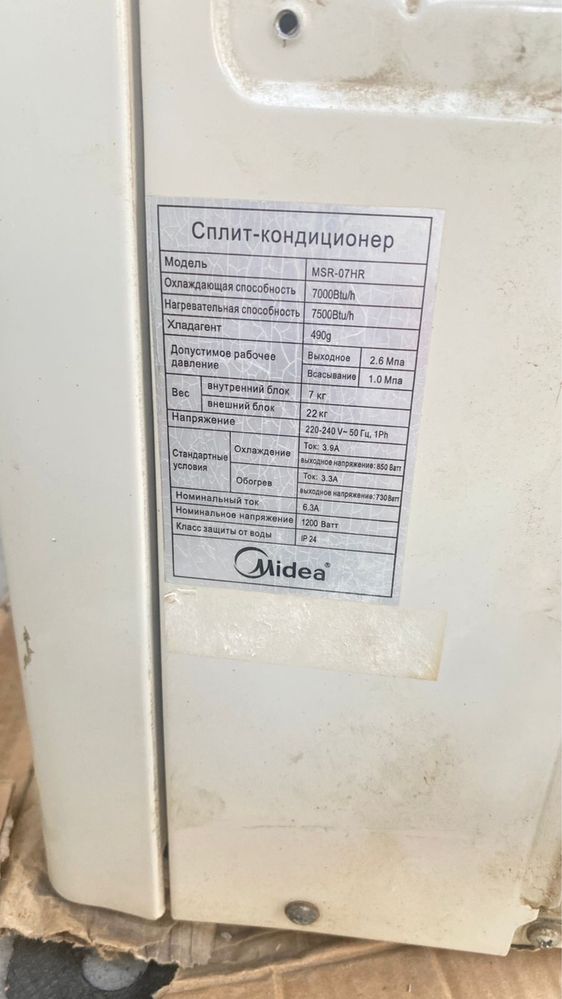 Сплит-кондиционер
Модель MSR-07HR
Охлаждающая способность 7000Btu/h
Нагревательная способность 7500Btu/h
Хладагент 490g
Допустимое рабочее давление Выходное 2.6 Mпa
Всасывание 1.0 Mпa
Вес внутренний блок 7 кг
внешний блок 22 кг
Напряжение 220-240 V~ 50 Гц, 1Ph
Стандартные условия Охлаждение Ток: 3.9A
выходное напряжение: 850 Ватт
Обогрев Ток: 3.3A
выходное напряжение: 730 Ватт
Номинальный ток 6.3A
Номинальное напряжение 1200 Ватт
Класс защиты от воды IP 24
Midea®